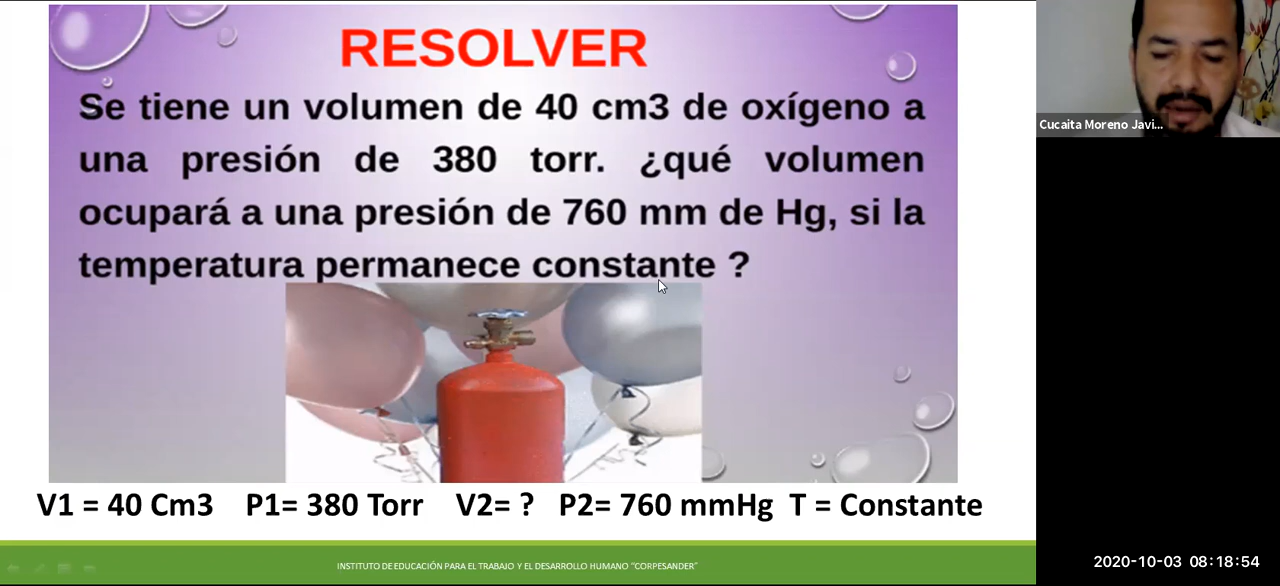 RESOLVER
Se tiene un volumen de 40 cm3 de oxígeno a
una presión de 380 torr. ¿qué volumen
ocupará a una presión de 760 mm de Hg, si la
temperatura permanece constante ?
V1 = 40 Cm3 P1= 380 Torr V2= ? P2= 760 mmHg T = Constante
INSTITUTO DE EDUCACIÓN PARA EL TRABAJO Y EL DESARROLLO HUMANO “CORPESANDER”
Cucaita Moreno Javi...
2020-10-03 08:18:54